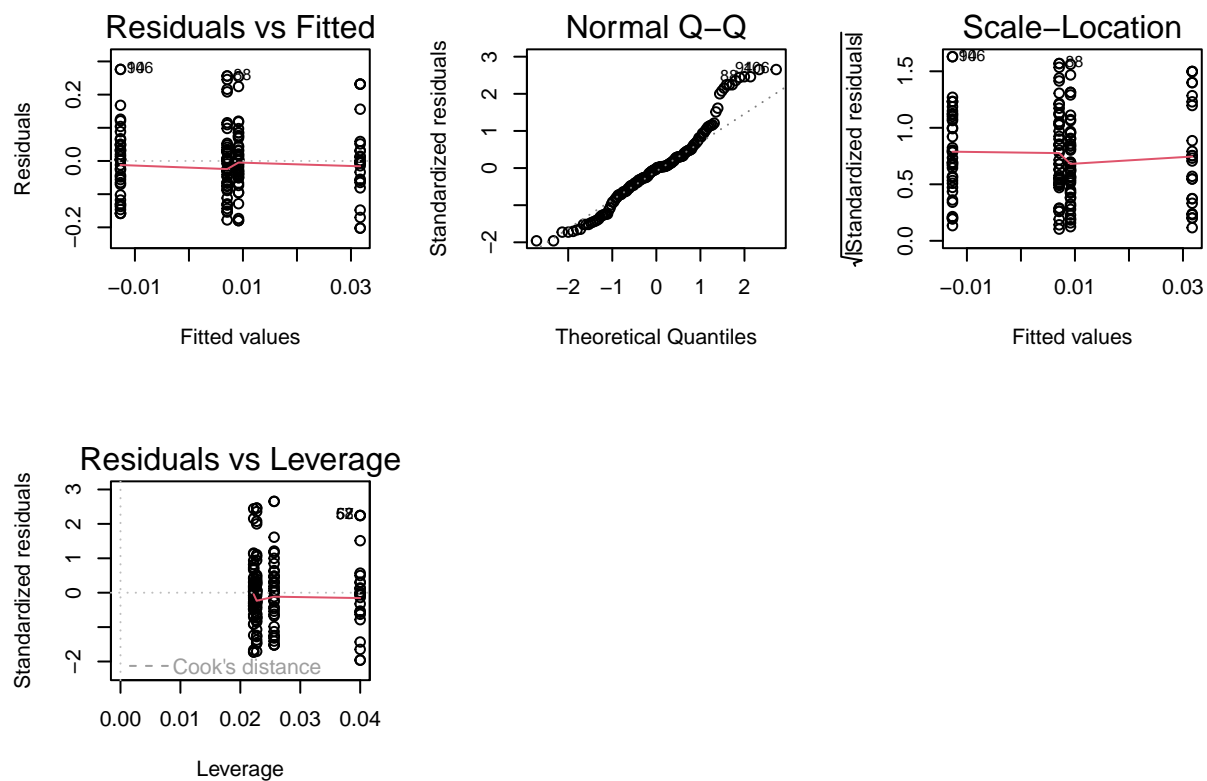 Residuals vs Fitted
Residuals
−0.2
0.0
0.2
−0.01
0.01
0.03
Fitted values
Normal Q−Q
Standardized residuals
−2
0
1
2
3
−2
−1
0
1
2
Theoretical Quantiles
Scale−Location
√|Standardized residuals|
0.0
0.5
1.0
1.5
−0.01
0.01
0.03
Fitted values
Residuals vs Leverage
Standardized residuals
−2
0
1
2
3
Cook's distance
0.00
0.01
0.02
0.03
0.04
Leverage